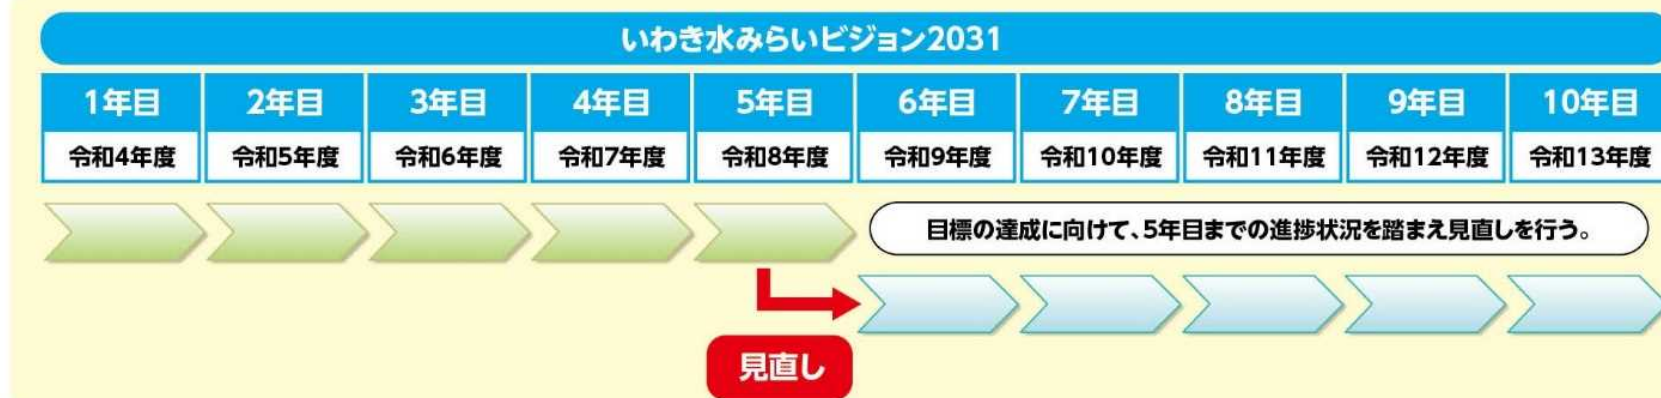 いわき水みらいビジョン2031
1年目 2年目 3年目 4年目 5年目 6年目 7年目 8年目 9年目 10年目
令和4年度 令和5年度 令和6年度 令和7年度 令和8年度 令和9年度 令和10年度 令和11年度 令和12年度 令和13年度
目標の達成に向けて、5年目までの進捗状況を踏まえ見直しを行う。
見直し